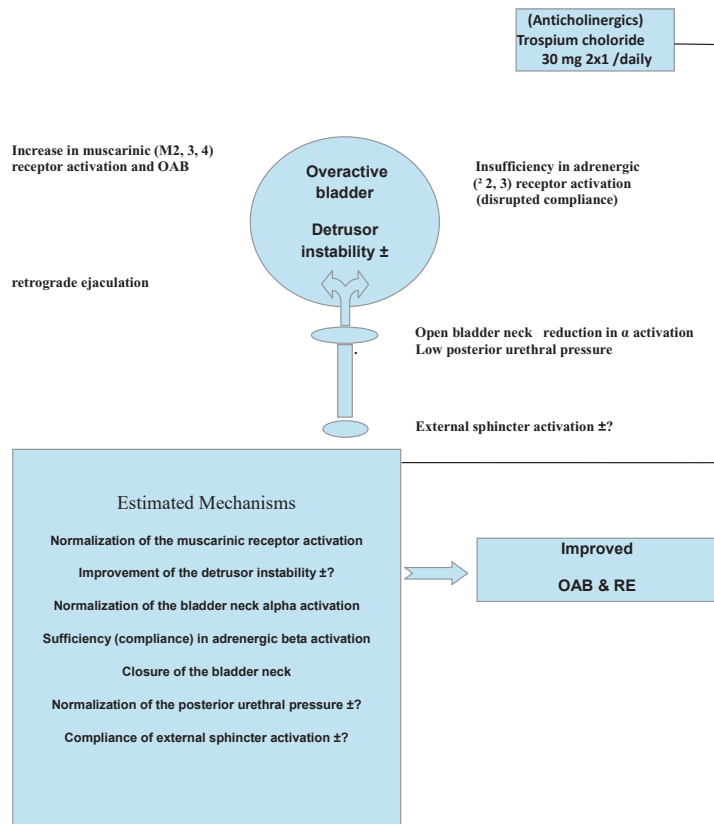 (Anticholinergics)
Trospium choloride
30 mg 2x1 /daily
Increase in muscarinic (M2, 3, 4)
receptor activation and OAB
Overactive
bladder
Detrusor
instability ±
Insufficiency in adrenergic
(² 2, 3) receptor activation
(disrupted compliance)
retrograde ejaculation
Open bladder neck reduction in α activation
Low posterior urethral pressure
.
External sphincter activation ±?
Estimated Mechanisms
Normalization of the muscarinic receptor activation
Improvement of the detrusor instability ±?
Normalization of the bladder neck alpha activation
Sufficiency (compliance) in adrenergic beta activation
Closure of the bladder neck
Normalization of the posterior urethral pressure ±?
Compliance of external sphincter activation ±?
Improved
OAB & RE